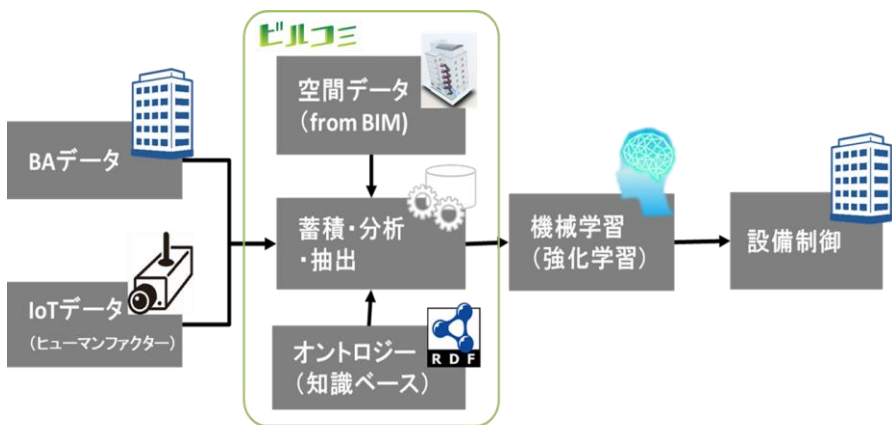 ビルコミ
空間データ
(from BIM)
BAデータ
蓄積・分析
・抽出
機械学習
(強化学習)
設備制御
IoTデータ
(ヒューマンファクター)
オントロジー
(知識ベース)
RDF